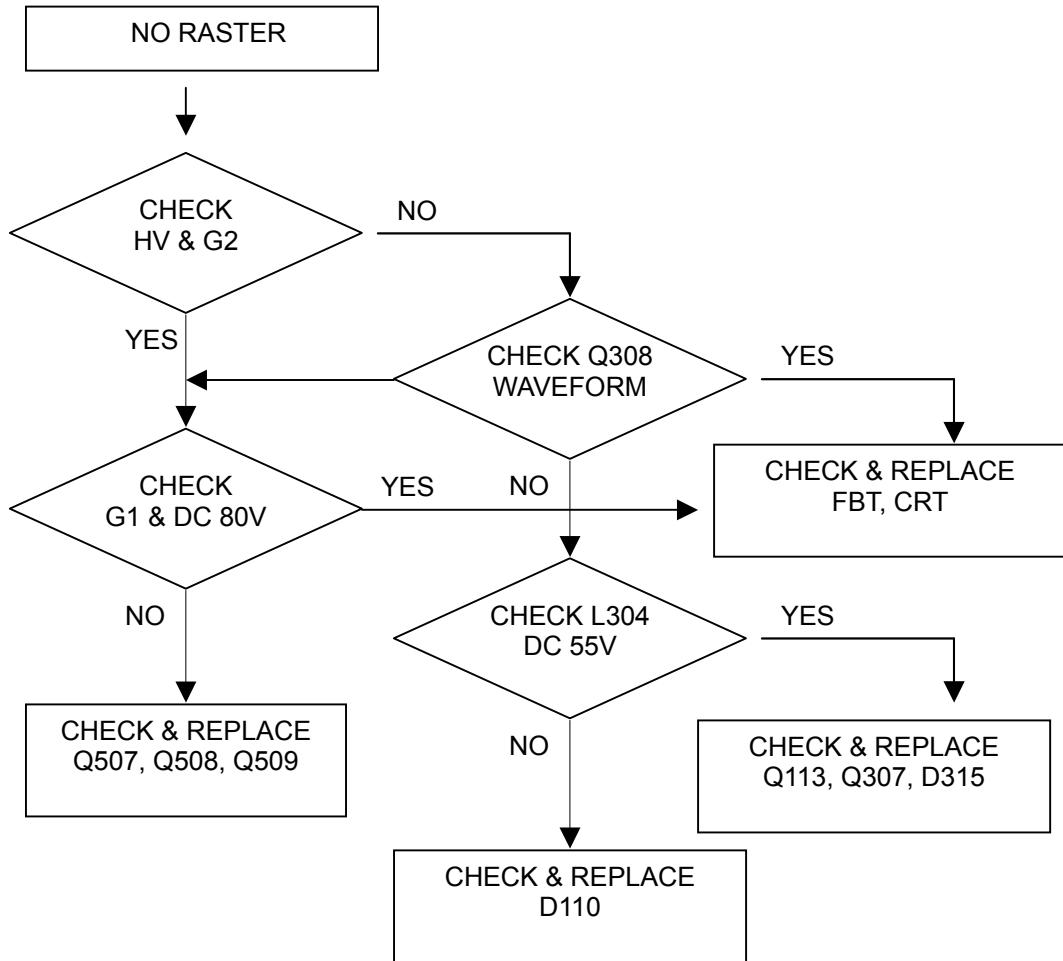 NO RASTER
CHECK
HV & G2
NO
YES
CHECK Q308
WAVEFORM
YES
CHECK
G1 & DC 80V
YES
NO
CHECK & REPLACE
FBT, CRT
NO
CHECK L304
DC 55V
YES
CHECK & REPLACE
Q507, Q508, Q509
NO
CHECK & REPLACE
Q113, Q307, D315
CHECK & REPLACE
D110